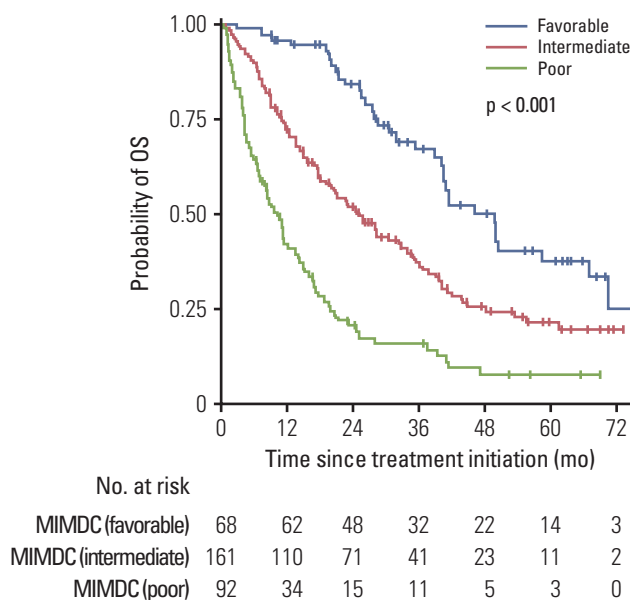 1.00
0.75
0.50
0.25
0
Probability of OS
Favorable
Intermediate
Poor
p < 0.001
0 12 24 36 48 60 72
Time since treatment initiation (mo)
No. at risk
MIMDC (favorable) 68 62 48 32 22 14 3
MIMDC (intermediate) 161 110 71 41 23 11 2
MIMDC (poor) 92 34 15 11 5 3 0